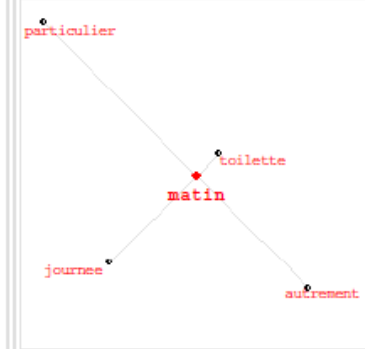 particulier
toilette
matin
journee
autrement